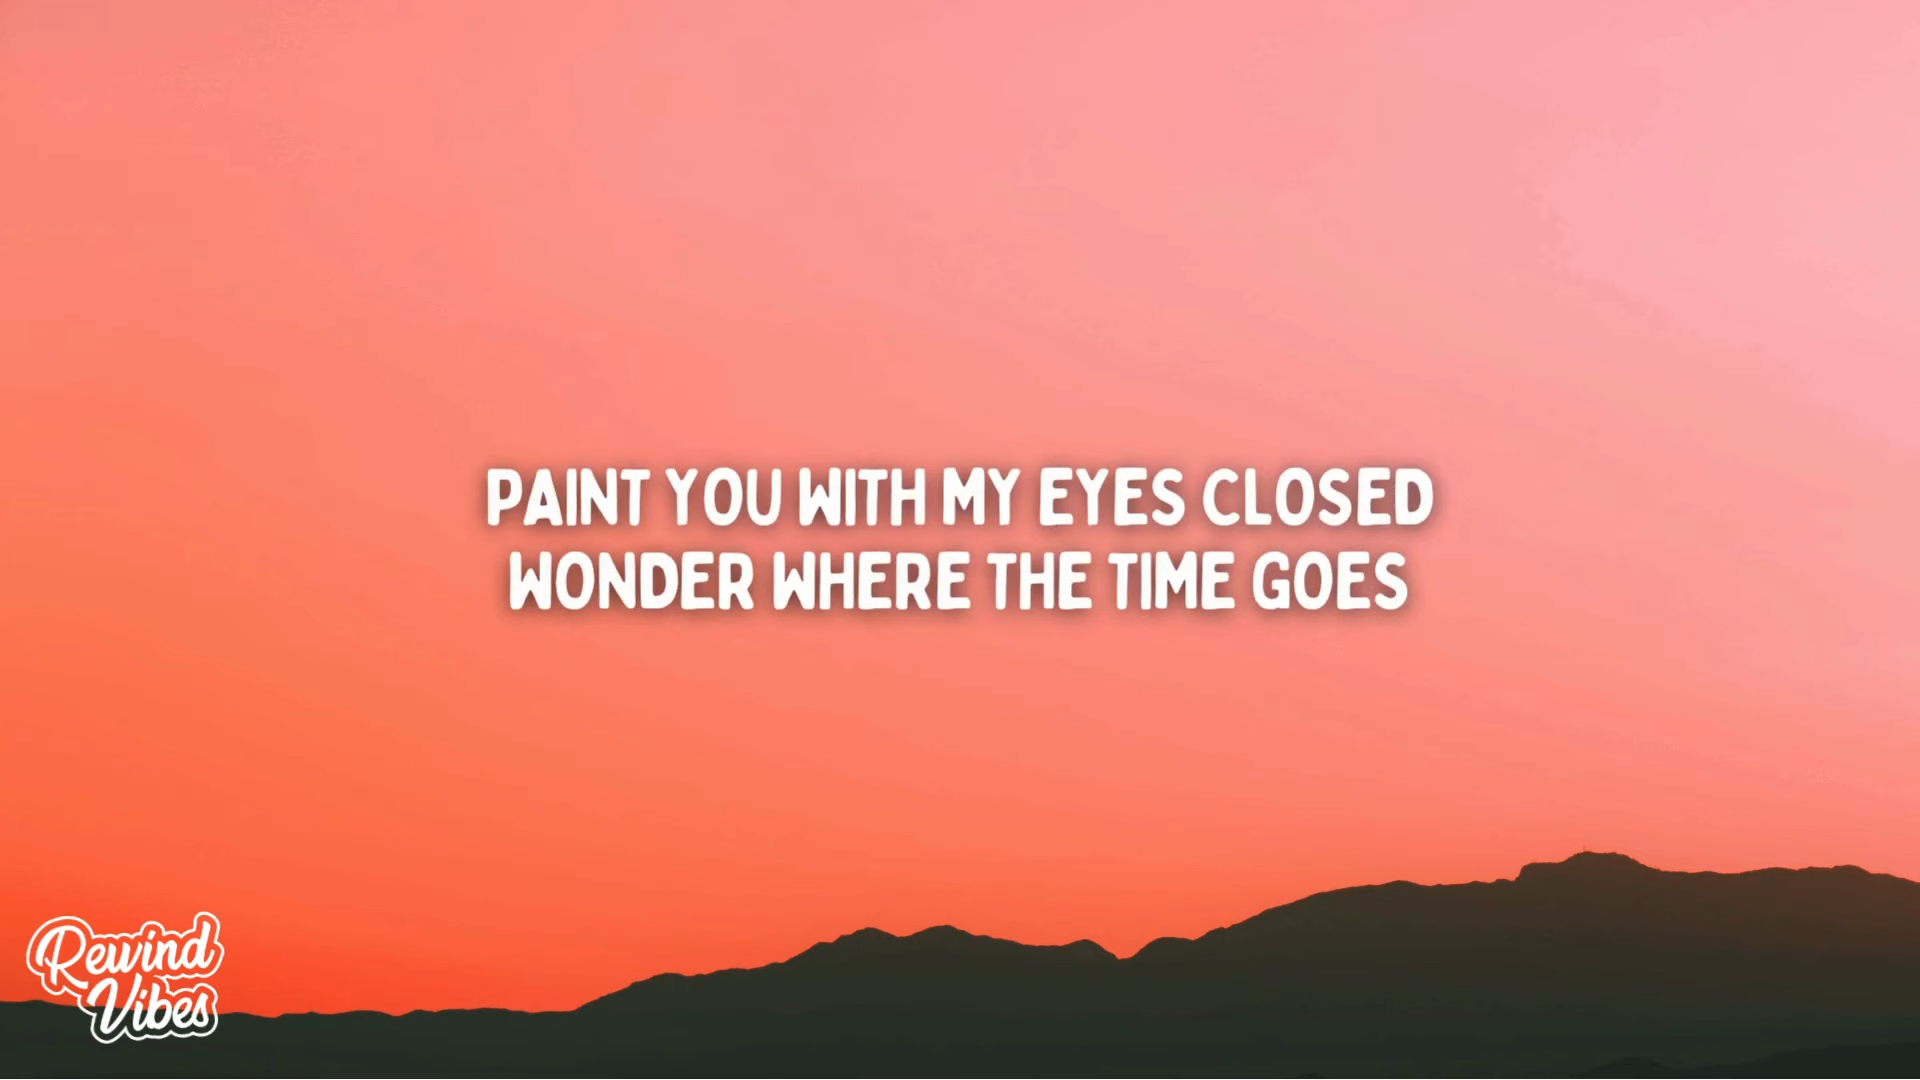 PAINT YOU WITH MY EYES CLOSED
WONDER WHERE THE TIME GOES
Rewind
Vibes